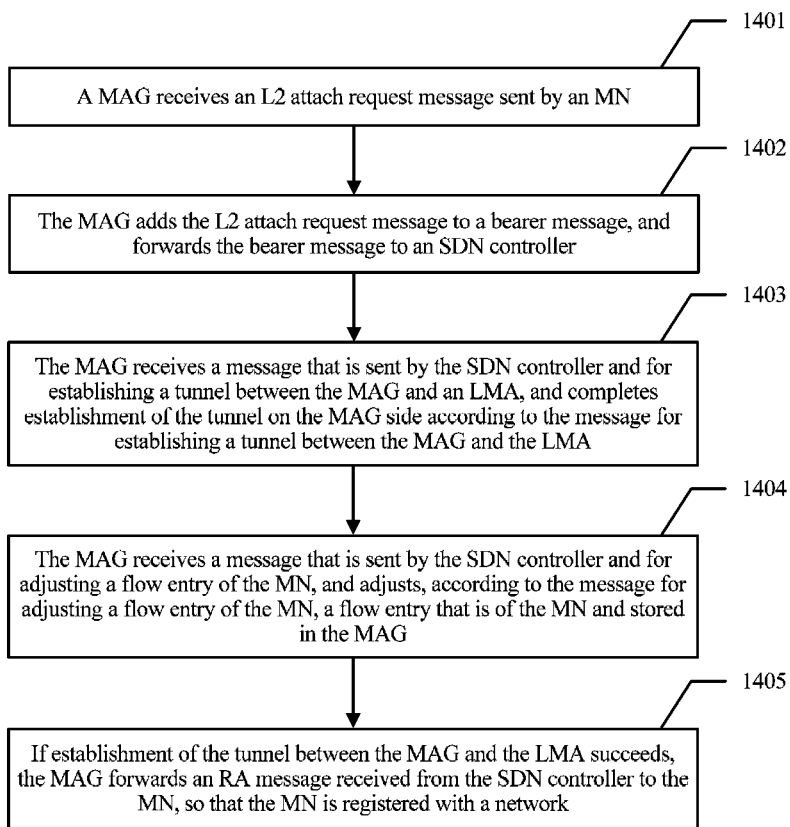 1401
A MAG receives an L2 attach request message sent by an MN
1402
The MAG adds the L2 attach request message to a bearer message, and
forwards the bearer message to an SDN controller
1403
The MAG receives a message that is sent by the SDN controller and for
establishing a tunnel between the MAG and an LMA, and completes
establishment of the tunnel on the MAG side according to the message for
establishing a tunnel between the MAG and the LMA
1404
The MAG receives a message that is sent by the SDN controller and for
adjusting a flow entry of the MN, and adjusts, according to the message for
adjusting a flow entry of the MN, a flow entry that is of the MN and stored
in the MAG
1405
If establishment of the tunnel between the MAG and the LMA succeeds,
the MAG forwards an RA message received from the SDN controller to the
MN, so that the MN is registered with a network